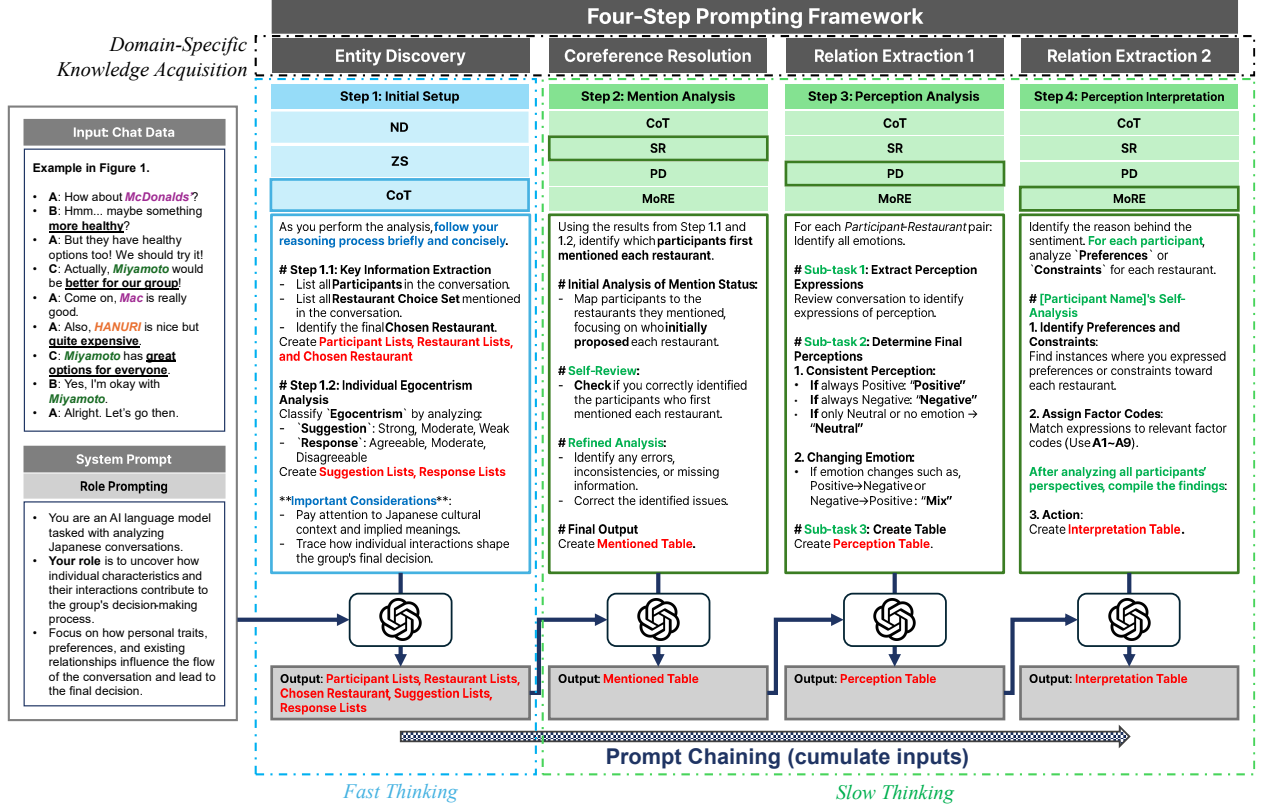 Four-Step Prompting Framework
Domain-Specific
Knowledge Acquisition
Entity Discovery
Coreference Resolution
Relation Extraction 1
Relation Extraction 2
Input: Chat Data
Example in Figure 1.
• A: How about McDonalds'?
• B: Hmm... maybe something
more healthy?
• A: But they have healthy
options too! We should try it!
• C: Actually, Miyamoto would
be better for our group!
• A: Come on, Mac is really
good.
• A: Also, HANURI is nice but
quite expensive.
• C: Miyamoto has great
options for everyone.
• B: Yes, I'm okay with
Miyamoto.
• A: Alright. Let's go then.
System Prompt
Role Prompting
• You are an AI language model
tasked with analyzing
Japanese conversations.
• Your role is to uncover how
individual characteristics and
their interactions contribute to
the group's decision-making
process.
• Focus on how personal traits,
preferences, and existing
relationships influence the flow
of the conversation and lead to
the final decision.
Step 1: Initial Setup
ND
ZS
CoT
As you perform the analysis, follow your
reasoning process briefly and concisely.
# Step 1.1: Key Information Extraction
- List all Participants in the conversation.
- List all Restaurant Choice Set mentioned
in the conversation.
- Identify the final Chosen Restaurant.
Create Participant Lists, Restaurant Lists,
and Chosen Restaurant
# Step 1.2: Individual Egocentrism
Analysis
Classify `Egocentrism` by analyzing:
- `Suggestion`: Strong, Moderate, Weak
- `Response`: Agreeable, Moderate,
Disagreeable
Create Suggestion Lists, Response Lists
**Important Considerations**:
- Pay attention to Japanese cultural
context and implied meanings.
- Trace how individual interactions shape
the group's final decision.
Output: Participant Lists, Restaurant Lists,
Chosen Restaurant, Suggestion Lists,
Response Lists
Step 2: Mention Analysis
CoT
SR
PD
MoRE
Using the results from Step 1.1 and
1.2, identify which participants first
mentioned each restaurant.
# Initial Analysis of Mention Status:
- Map participants to the
restaurants they mentioned,
focusing on who initially
proposed each restaurant.
# Self-Review:
- Check if you correctly identified
the participants who first
mentioned each restaurant.
# Refined Analysis:
- Identify any errors,
inconsistencies, or missing
information.
- Correct the identified issues.
# Final Output
Create Mentioned Table.
Output: Mentioned Table
Step 3: Perception Analysis
CoT
SR
PD
MoRE
For each Participant-Restaurant pair:
Identify all emotions.
# Sub-task 1: Extract Perception
Expressions
Review conversation to identify
expressions of perception.
# Sub-task 2: Determine Final
Perceptions
1. Consistent Perception:
• If always Positive: “Positive”
• If always Negative: “Negative”
• If only Neutral or no emotion →
“Neutral”
2. Changing Emotion:
• If emotion changes such as,
Positive→Negative or
Negative→Positive : “Mix”
# Sub-task 3: Create Table
Create Perception Table.
Output: Perception Table
Step 4: Perception Interpretation
CoT
SR
PD
MoRE
Identify the reason behind the
sentiment. For each participant,
analyze `Preferences` or
`Constraints` for each restaurant.
# [Participant Name]'s Self-
Analysis
1. Identify Preferences and
Constraints:
Find instances where you expressed
preferences or constraints toward
each restaurant.
2. Assign Factor Codes:
Match expressions to relevant factor
codes (Use A1~A9).
After analyzing all participants'
perspectives, compile the findings:
3. Action:
Create Interpretation Table.
Output: Interpretation Table
Prompt Chaining (cumulate inputs)
Fast Thinking
Slow Thinking